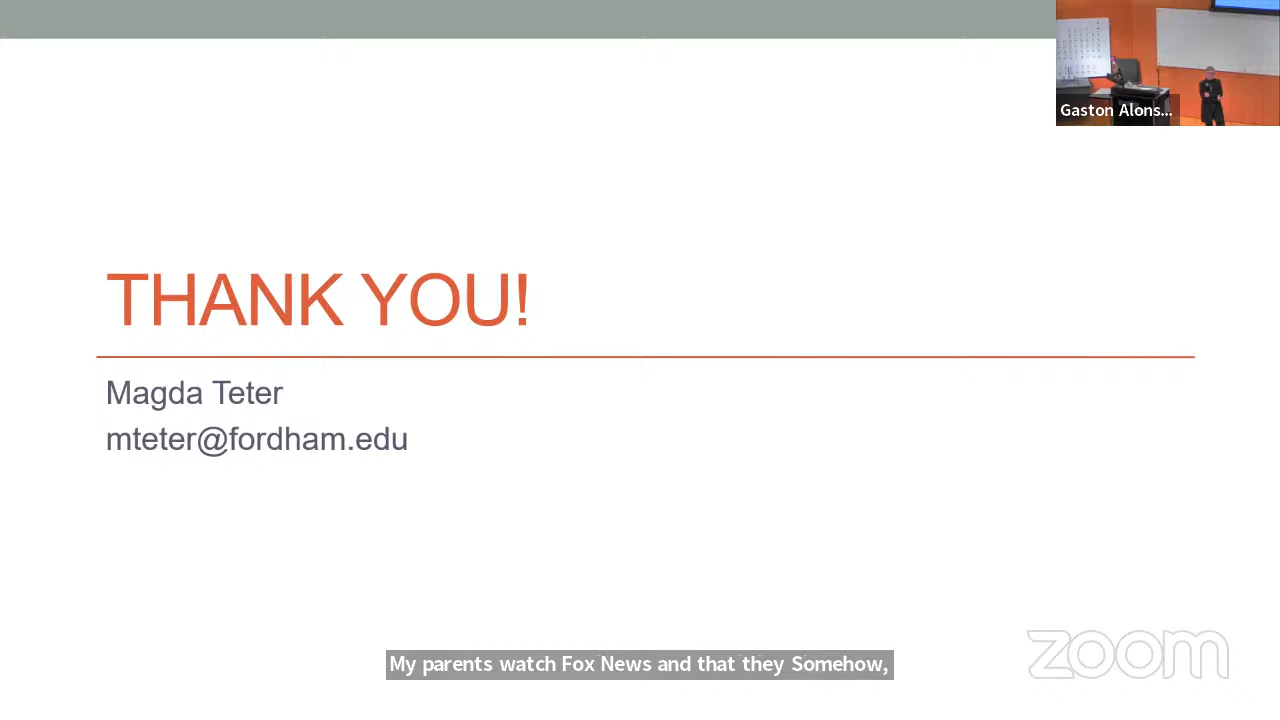 Gaston Alons...
THANK YOU!
Magda Teter
mteter@fordham.edu
My parents watch Fox News and that they Somehow,
zoom